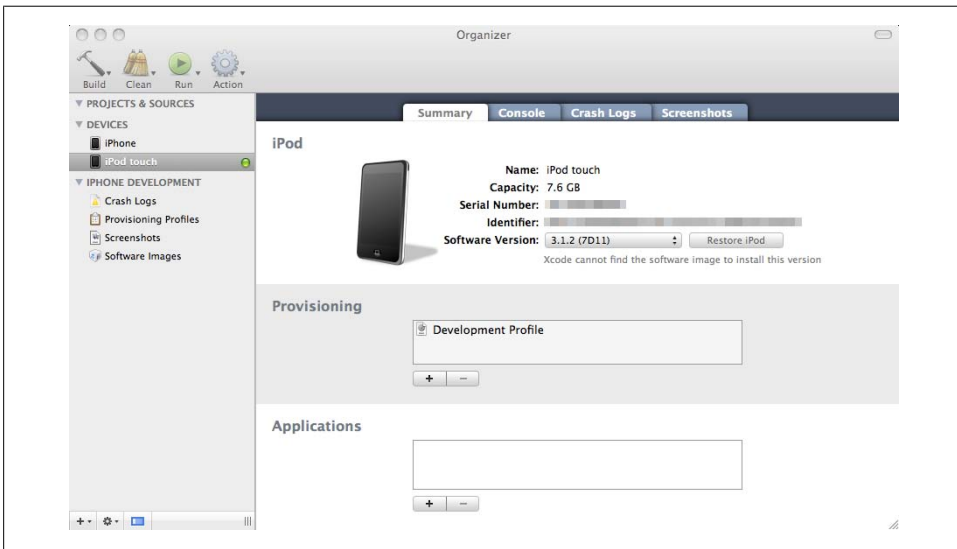 Organizer
Build Clean Run Action
PROJECTS & SOURCES
DEVICES
iPhone
iPod touch
IPHONE DEVELOPMENT
Crash Logs
Provisioning Profiles
Screenshots
Software Images
Summary Console Crash Logs Screenshots
iPod
Name: iPod touch
Capacity: 7.6 GB
Serial Number:
Identifier:
Software Version: 3.1.2 (7D11) Restore iPod
Xcode cannot find the software image to install this version
Provisioning
Development Profile
Applications